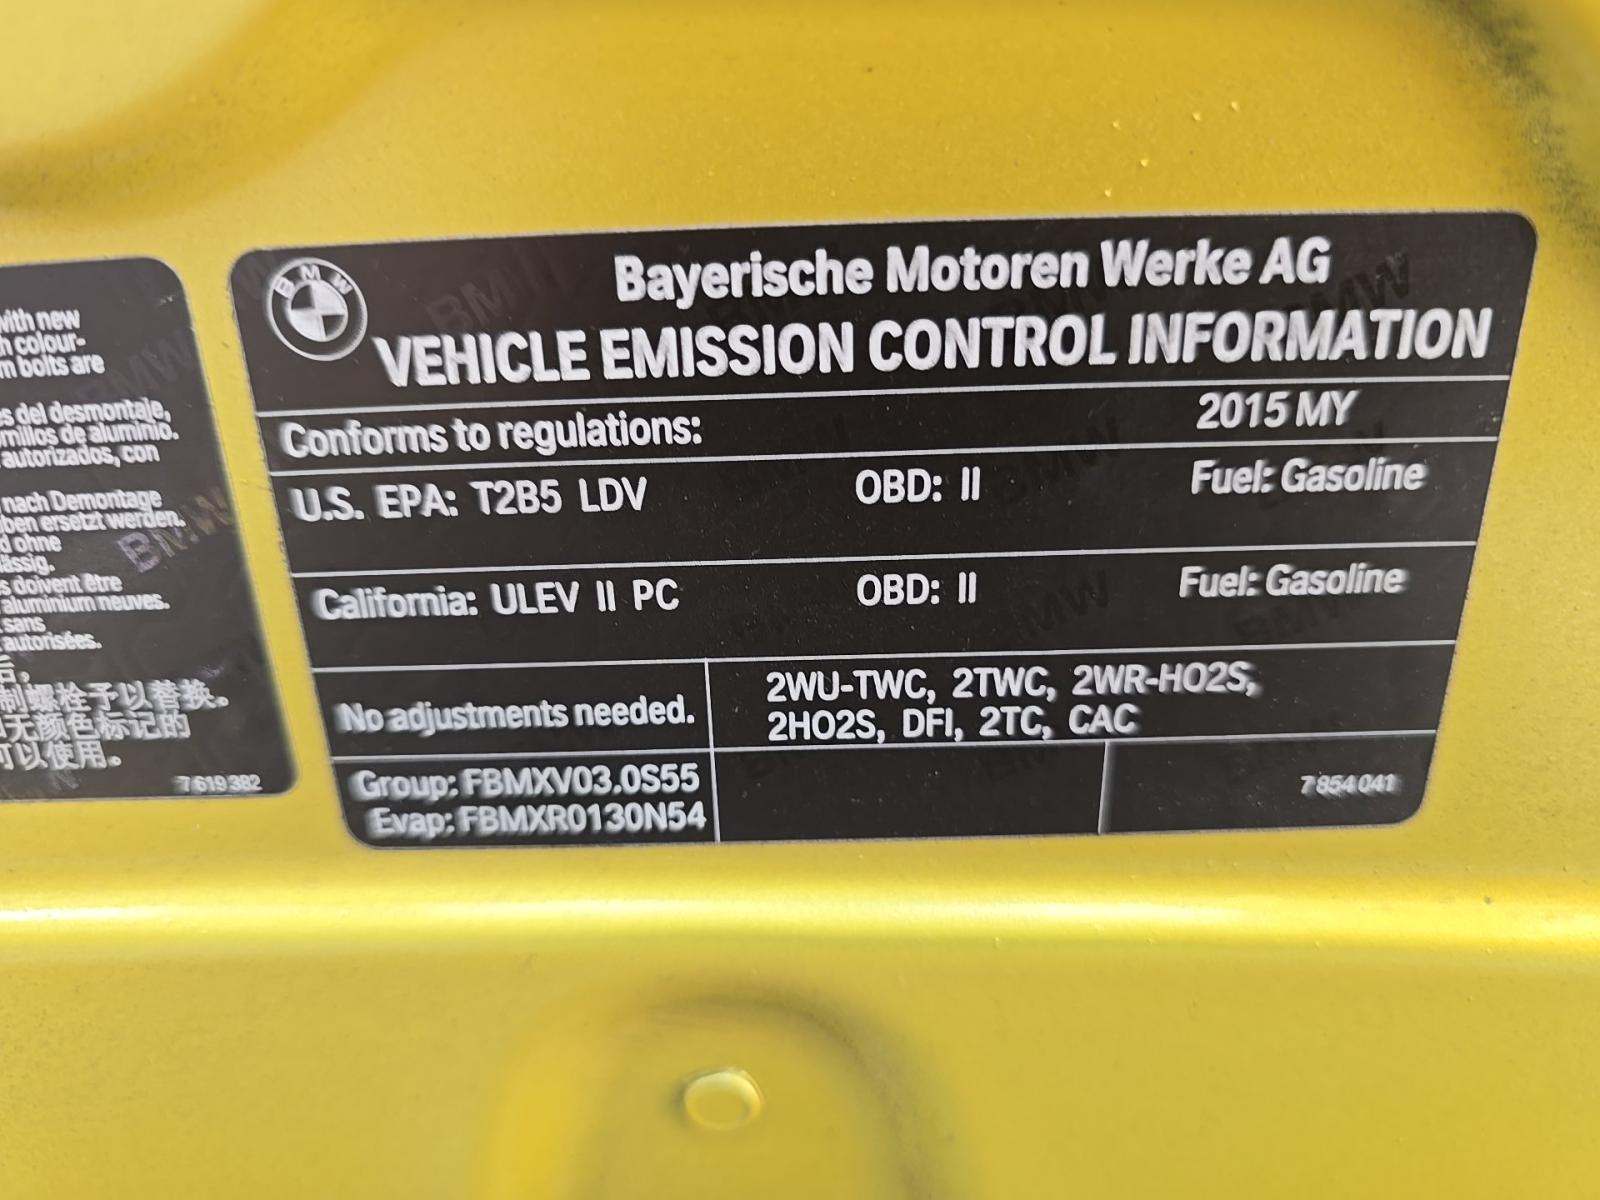 with new
h colour-
m bolts are
s del desmontaje,
rnillos de aluminio.
autorizados, con
nach Demontage
ben ersetzt werden.
d ohne
lässig.
s doivent être
aluminium neuves.
sans
autorisées.
后,
制螺栓予以替换。
无颜色标记的
可以使用。
7 619 382
BMW
Bayerische Motoren Werke AG
VEHICLE EMISSION CONTROL INFORMATION
Conforms to regulations: 2015 MY
U.S. EPA: T2B5 LDV OBD: II Fuel: Gasoline
California: ULEV II PC OBD: II Fuel: Gasoline
No adjustments needed.
2WU-TWC, 2TWC, 2WR-HO2S,
2HO2S, DFI, 2TC, CAC
Group: FBMXV03.0S55
Evap: FBMXR0130N54
7 854 041